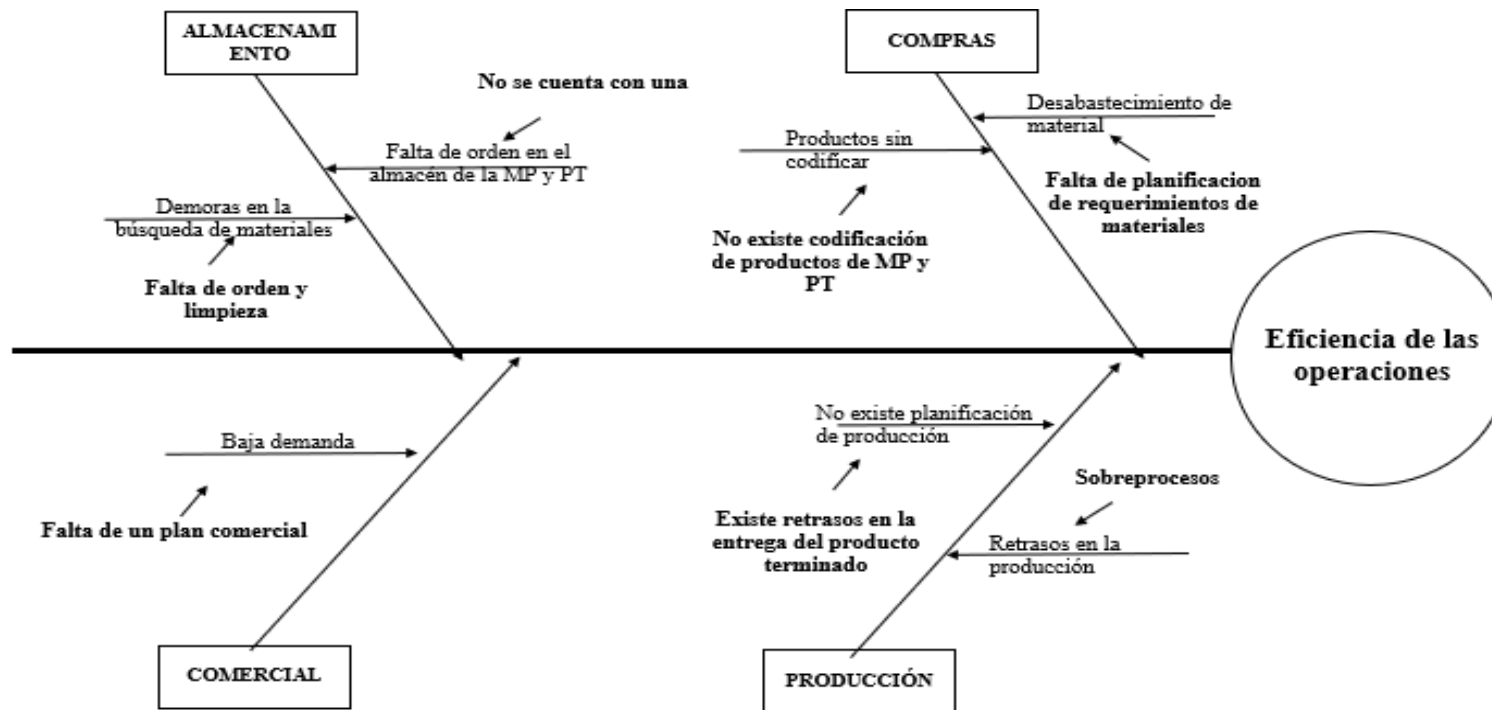 ALMACENAMI
ENTO
COMPRAS
No se cuenta con una
Falta de orden en el
almacén de la MP y PT
Demoras en la
búsqueda de materiales
Falta de orden y
limpieza
Desabastecimiento de
material
Productos sin
codificar
Falta de planificacion
de requerimientos de
materiales
No existe codificación
de productos de MP y
PT
Eficiencia de las
operaciones
Baja demanda
Falta de un plan comercial
No existe planificación
de producción
Existe retrasos en la
entrega del producto
terminado
Sobreprocesos
Retrasos en la
producción
COMERCIAL
PRODUCCIÓN